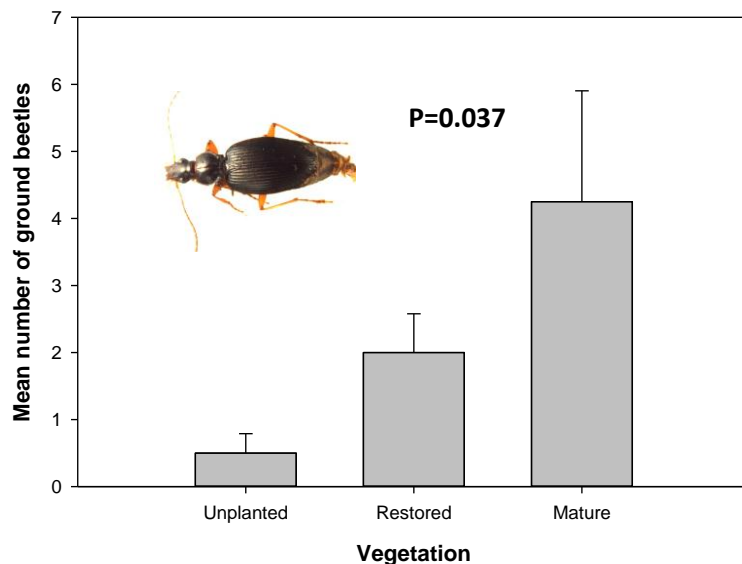 P=0.037
Mean number of ground beetles
7
6
5
4
3
2
1
0
Unplanted Restored Mature
Vegetation